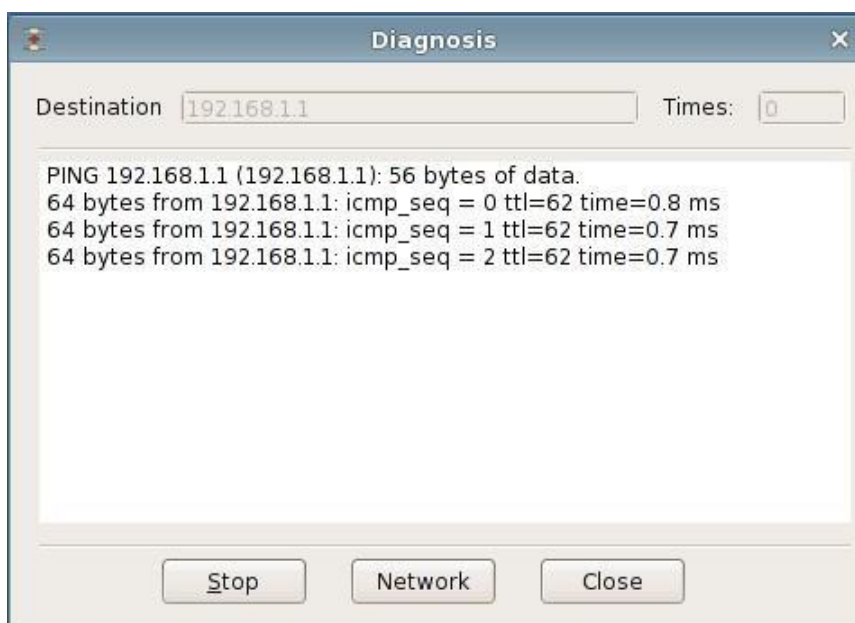 Diagnosis
Destination 192.168.1.1 Times: 0
PING 192.168.1.1 (192.168.1.1): 56 bytes of data.
64 bytes from 192.168.1.1: icmp_seq = 0 ttl=62 time=0.8 ms
64 bytes from 192.168.1.1: icmp_seq = 1 ttl=62 time=0.7 ms
64 bytes from 192.168.1.1: icmp_seq = 2 ttl=62 time=0.7 ms
Stop Network Close